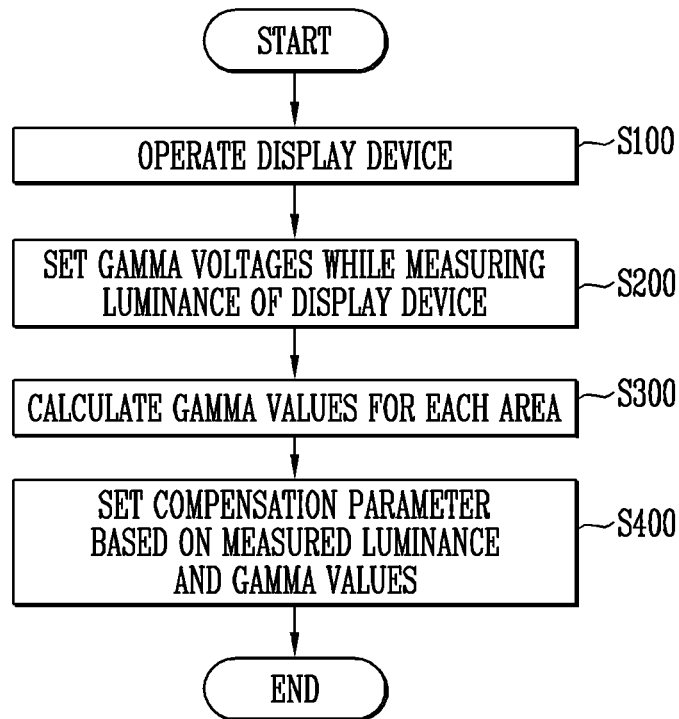 START
OPERATE DISPLAY DEVICE
S100
SET GAMMA VOLTAGES WHILE MEASURING
LUMINANCE OF DISPLAY DEVICE
S200
CALCULATE GAMMA VALUES FOR EACH AREA
S300
SET COMPENSATION PARAMETER
BASED ON MEASURED LUMINANCE
AND GAMMA VALUES
S400
END